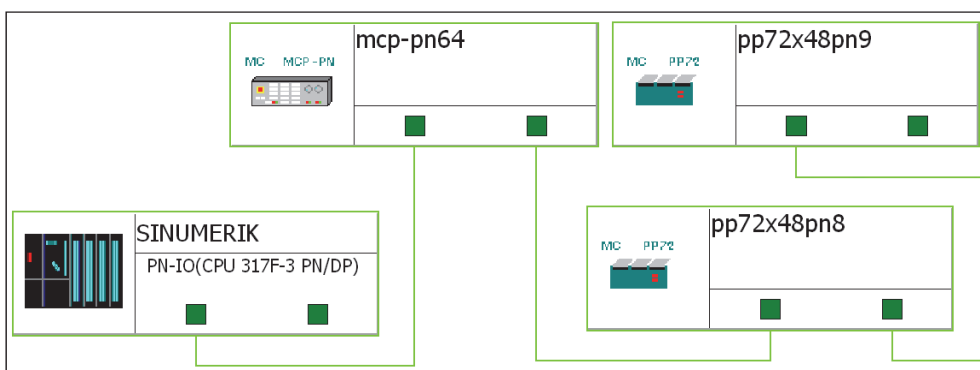 mcp-pn64
MC MCP-PN
pp72x48pn9
MC PP72
SINUMERIK
PN-IO(CPU 317F-3 PN/DP)
pp72x48pn8
MC PP72